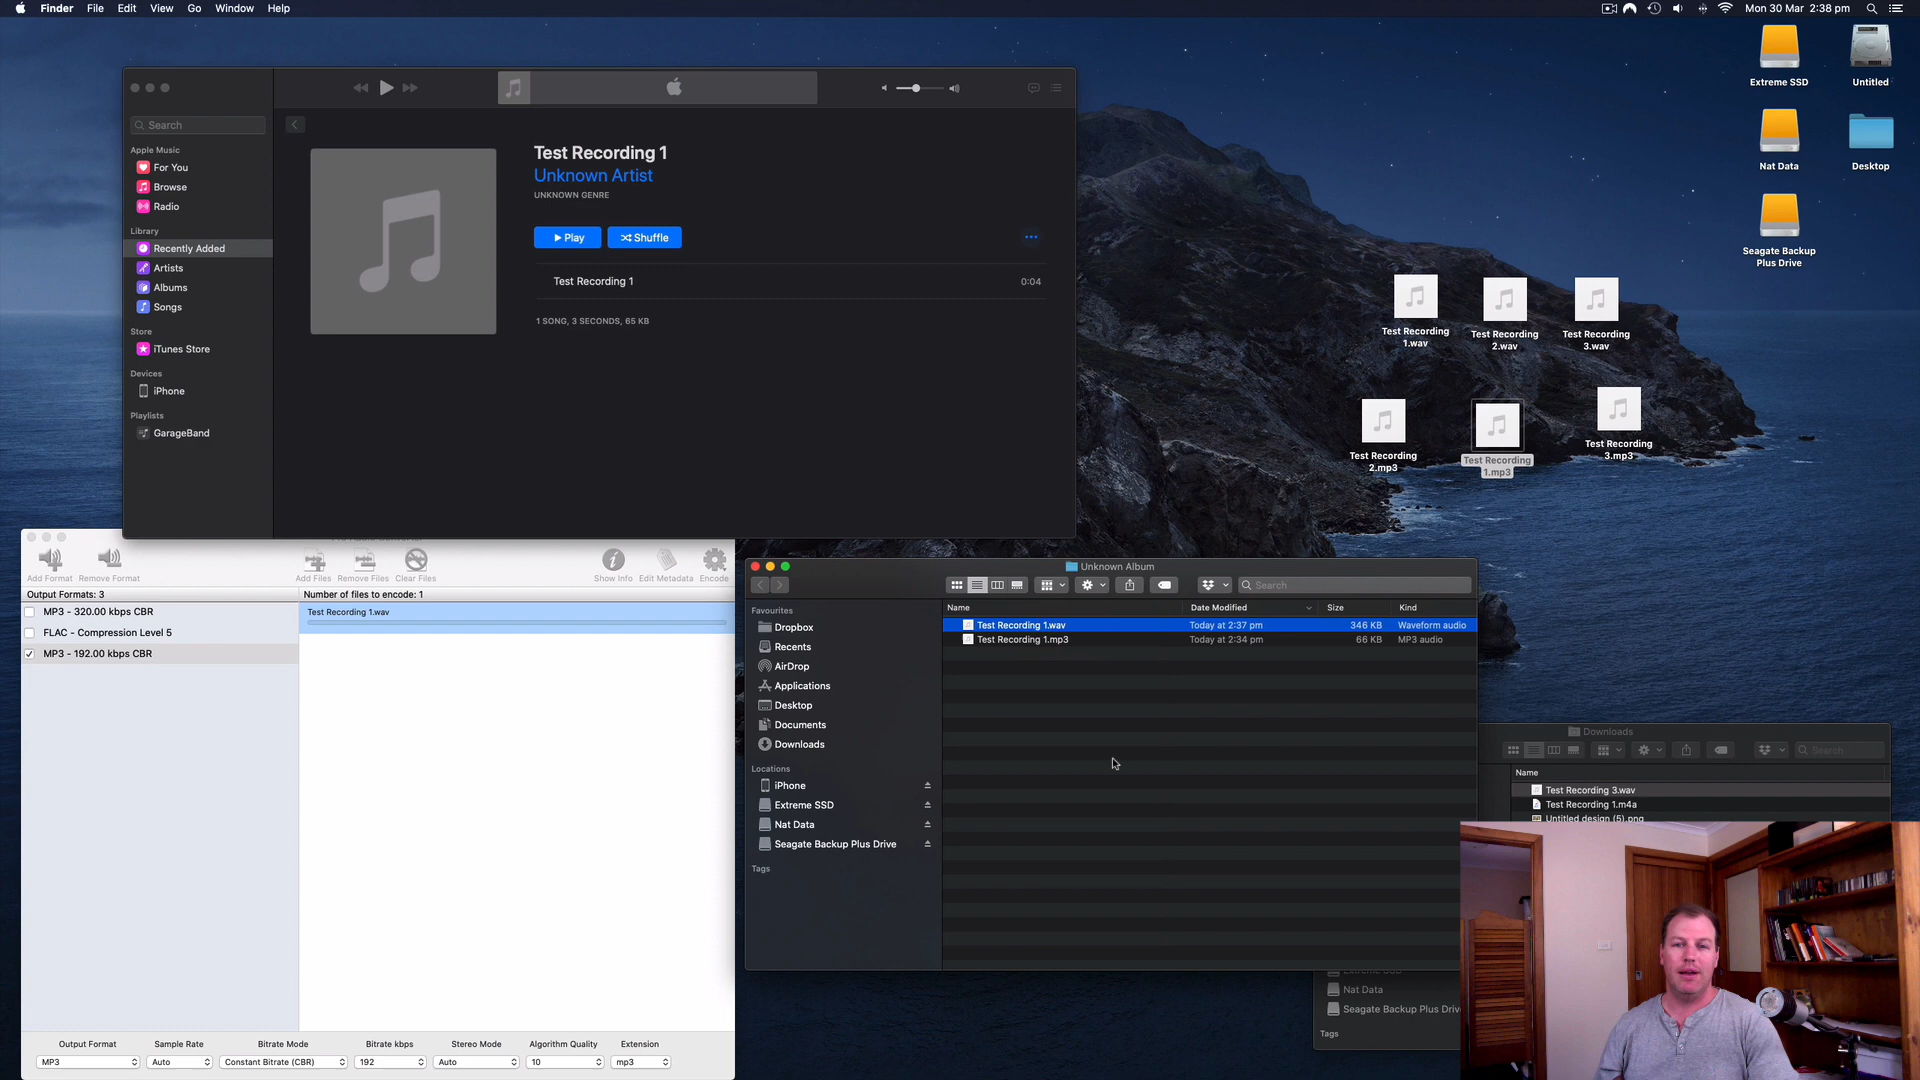 Finder File Edit View Go Window Help
Mon 30 Mar 2:38 pm
Extreme SSD
Untitled
Nat Data
Desktop
Seagate Backup
Plus Drive
Test Recording
1.wav
Test Recording
2.wav
Test Recording
3.wav
Test Recording
2.mp3
Test Recording
1.mp3
Test Recording
3.mp3
Search
Apple Music
For You
Browse
Radio
Library
Recently Added
Artists
Albums
Songs
Store
iTunes Store
Devices
iPhone
Playlists
GarageBand
Test Recording 1
Unknown Artist
UNKNOWN GENRE
Play
Shuffle
Test Recording 1 0:04
1 SONG, 3 SECONDS, 65 KB
Add Format Remove Format Add Files Remove Files Clear Files Show Info Edit Metadata Encode
Output Formats: 3
Number of files to encode: 1
MP3 - 320.00 kbps CBR
FLAC - Compression Level 5
MP3 - 192.00 kbps CBR
Test Recording 1.wav
Output Format Sample Rate Bitrate Mode Bitrate kbps Stereo Mode Algorithm Quality Extension
MP3 Auto Constant Bitrate (CBR) 192 Auto 10 mp3
Unknown Album
Search
Favourites
Dropbox
Recents
AirDrop
Applications
Desktop
Documents
Downloads
Locations
iPhone
Extreme SSD
Nat Data
Seagate Backup Plus Drive
Tags
Name Date Modified Size Kind
Test Recording 1.wav Today at 2:37 pm 346 KB Waveform audio
Test Recording 1.mp3 Today at 2:34 pm 66 KB MP3 audio
Downloads
Search
Name
Test Recording 3.wav
Test Recording 1.m4a
Untitled design (5).png
Extreme SSD
Nat Data
Seagate Backup Plus Driv
Tags